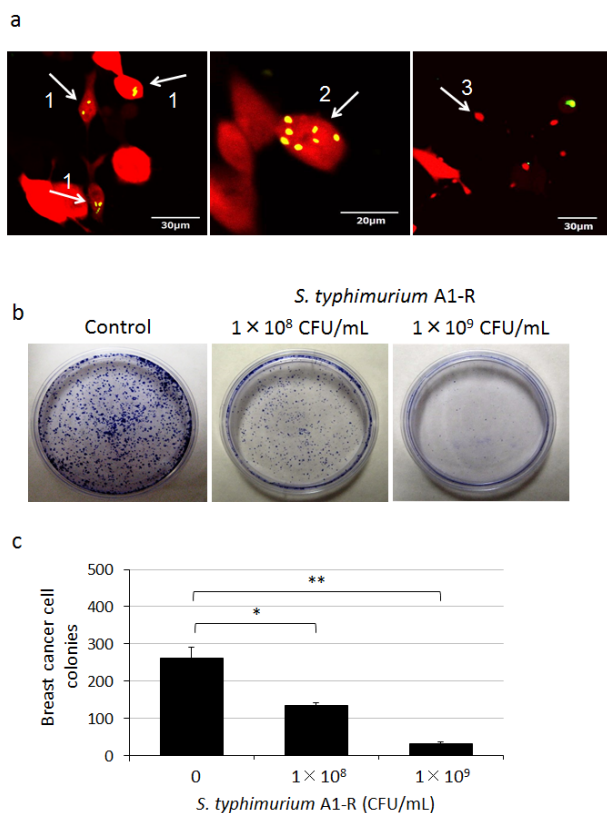 a
1
1
1
30μm
2
20μm
3
30μm
b
S. typhimurium A1-R
Control
1×10⁸ CFU/mL
1×10⁹ CFU/mL
c
Breast cancer cell
colonies
500
400
300
200
100
0
**
*
0
1×10⁸
1×10⁹
S. typhimurium A1-R (CFU/mL)